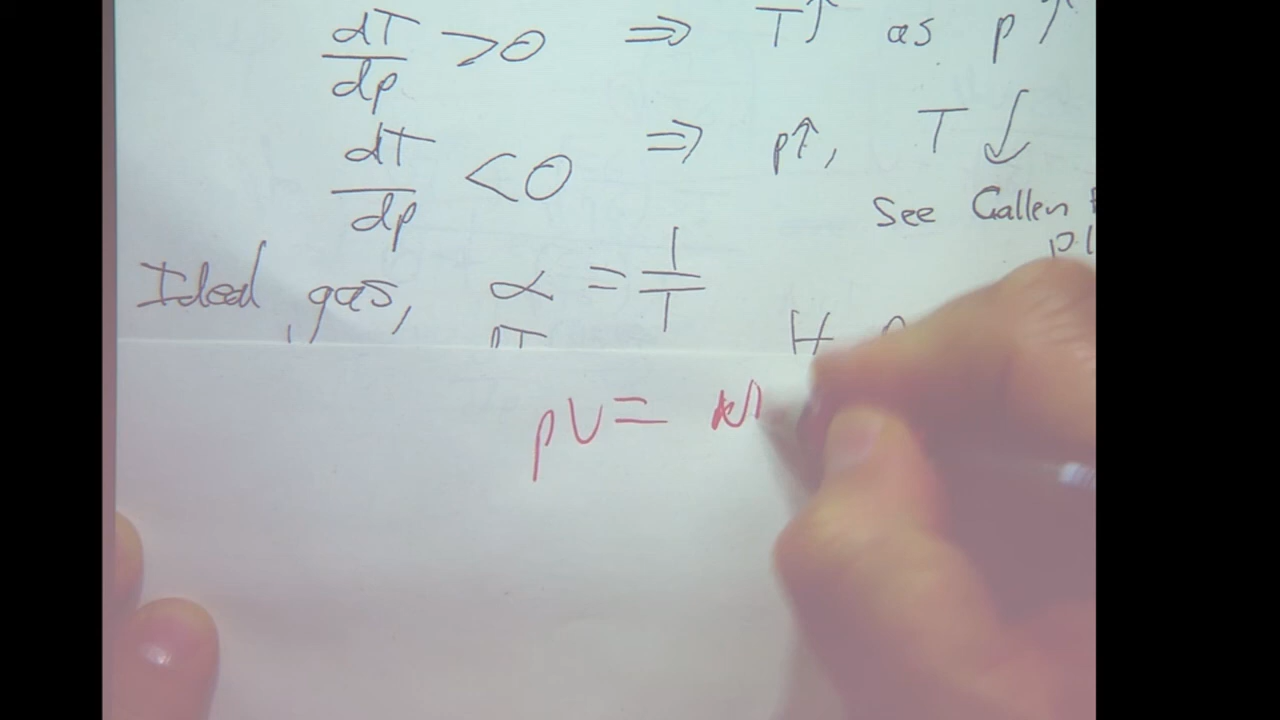 dT/dp >0 ⇒ T↑ as p↑
dT/dp <0 ⇒ p↑, T↓
See Callen
Ideal gas, α = 1/T
pV=